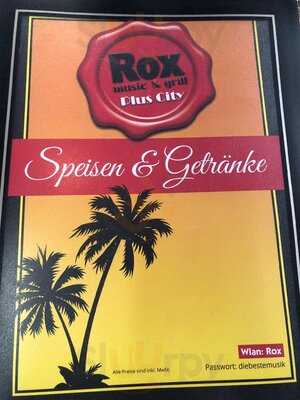 Rox
music & grill
Plus City
Speisen & Getränke
Wlan: Rox
Alle Preise sind inkl. MwSt.
Passwort: diebestemusik